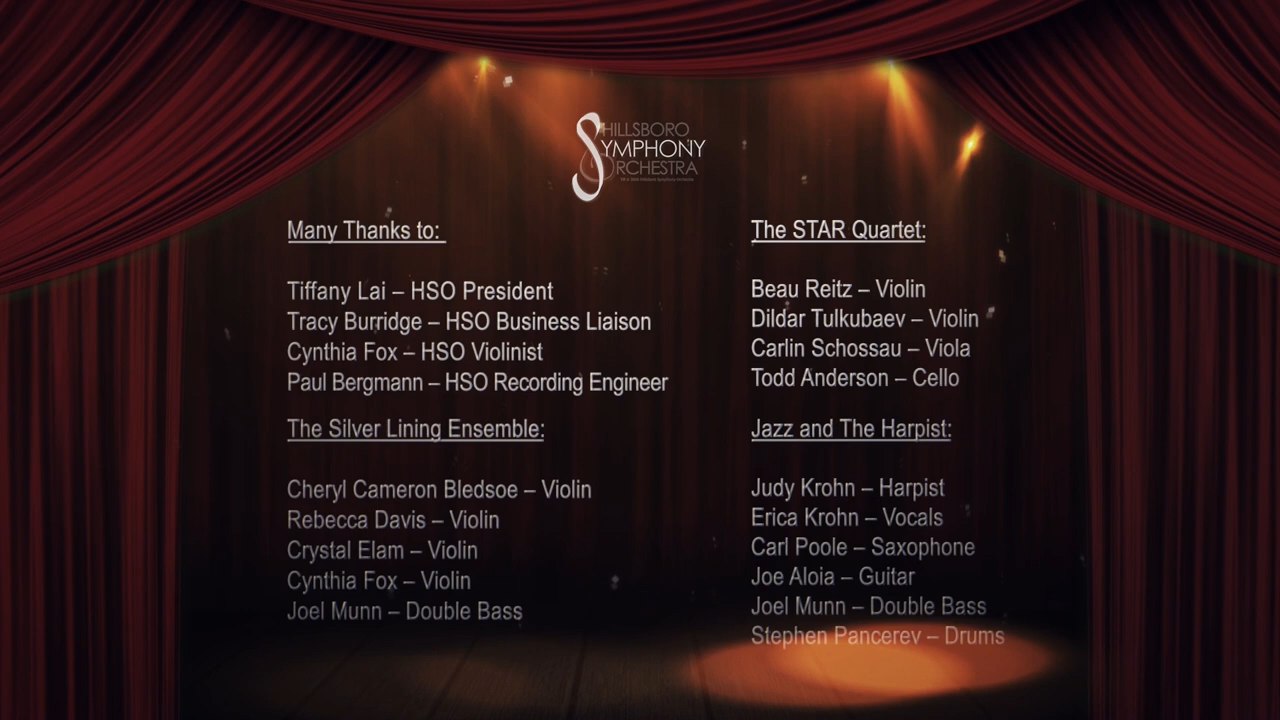 HILLSBORO
SYMPHONY
ORCHESTRA
Many Thanks to:
Tiffany Lai – HSO President
Tracy Burridge – HSO Business Liaison
Cynthia Fox – HSO Violinist
Paul Bergmann – HSO Recording Engineer
The Silver Lining Ensemble:
Cheryl Cameron Bledsoe – Violin
Rebecca Davis – Violin
Crystal Elam – Violin
Cynthia Fox – Violin
Joel Munn – Double Bass
The STAR Quartet:
Beau Reitz – Violin
Dildar Tulkubaev – Violin
Carlin Schossau – Viola
Todd Anderson – Cello
Jazz and The Harpist:
Judy Krohn – Harpist
Erica Krohn – Vocals
Carl Poole – Saxophone
Joe Aloia – Guitar
Joel Munn – Double Bass
Stephen Pancerev – Drums